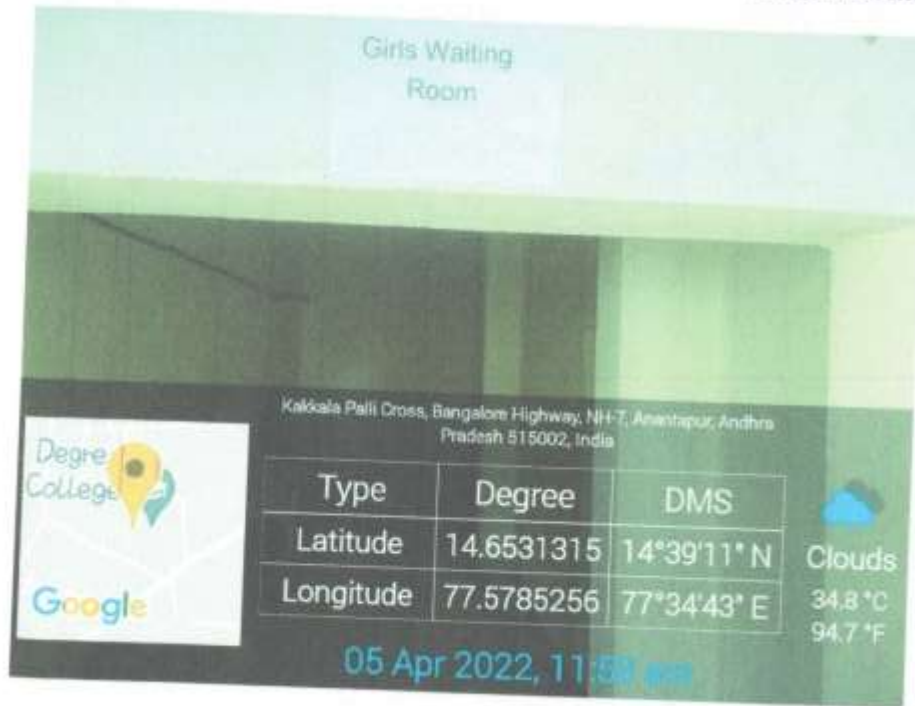 Girls Waiting
Room
Kakkala Palli Cross, Bangalore Highway, NH-7, Anantapur, Andhra
Pradesh 515002, India
Degre
College
Google
Type Degree DMS
Latitude 14.6531315 14°39'11" N
Longitude 77.5785256 77°34'43" E
Clouds
34.8 °C
94.7 °F
05 Apr 2022,